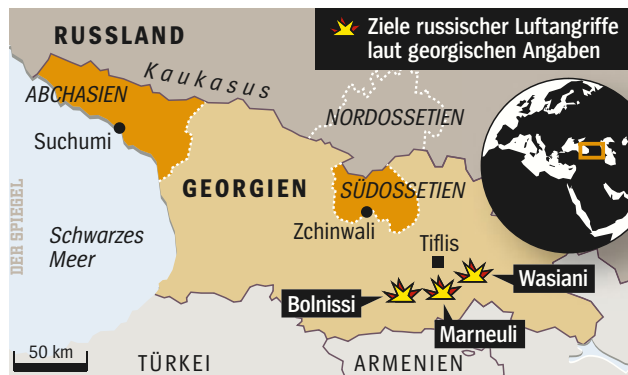 Ziele russischer Luftangriffe
laut georgischen Angaben
RUSSLAND
Kaukasus
ABCHASIEN
NORDOSSETIEN
Suchumi
GEORGIEN
SÜDOSSETIEN
Zchinwali
Tiflis
Schwarzes
Meer
Wasiani
Bolnissi
Marneuli
50 km
TÜRKEI
ARMENIEN
DER SPIEGEL